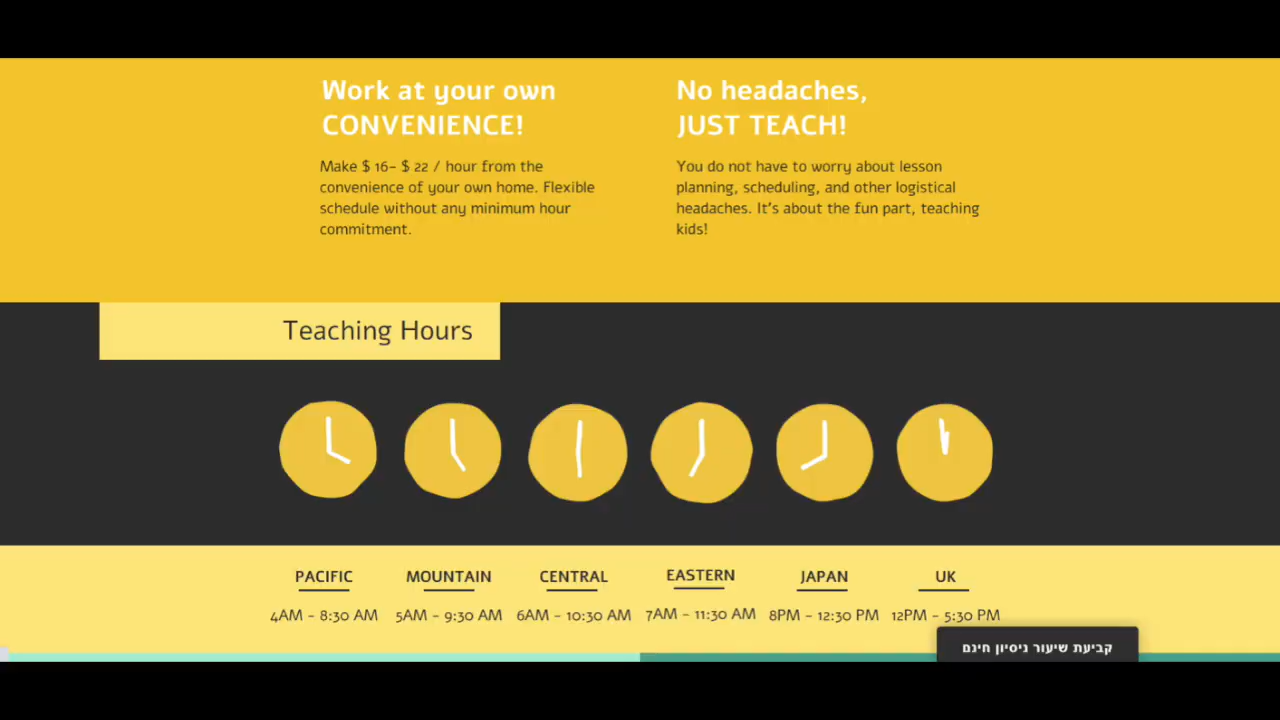 Work at your own
CONVENIENCE!
Make $ 16- $ 22 / hour from the
convenience of your own home. Flexible
schedule without any minimum hour
commitment.
No headaches,
JUST TEACH!
You do not have to worry about lesson
planning, scheduling, and other logistical
headaches. It's about the fun part, teaching
kids!
Teaching Hours
PACIFIC
4AM - 8:30 AM
MOUNTAIN
5AM - 9:30 AM
CENTRAL
6AM - 10:30 AM
EASTERN
7AM - 11:30 AM
JAPAN
8PM - 12:30 PM
UK
12PM - 5:30 PM
קביעת שיעור ניסיון חינם